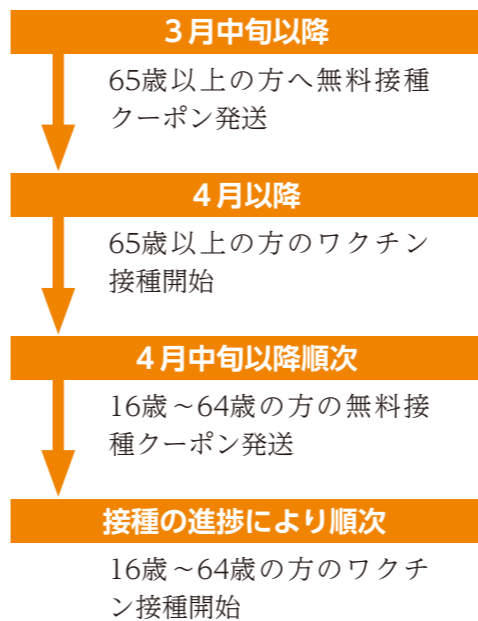 ３月中旬以降
65歳以上の方へ無料接種
クーポン発送
４月以降
65歳以上の方のワクチン
接種開始
４月中旬以降順次
16歳～64歳の方の無料接
種クーポン発送
接種の進捗により順次
16歳～64歳の方のワクチ
ン接種開始